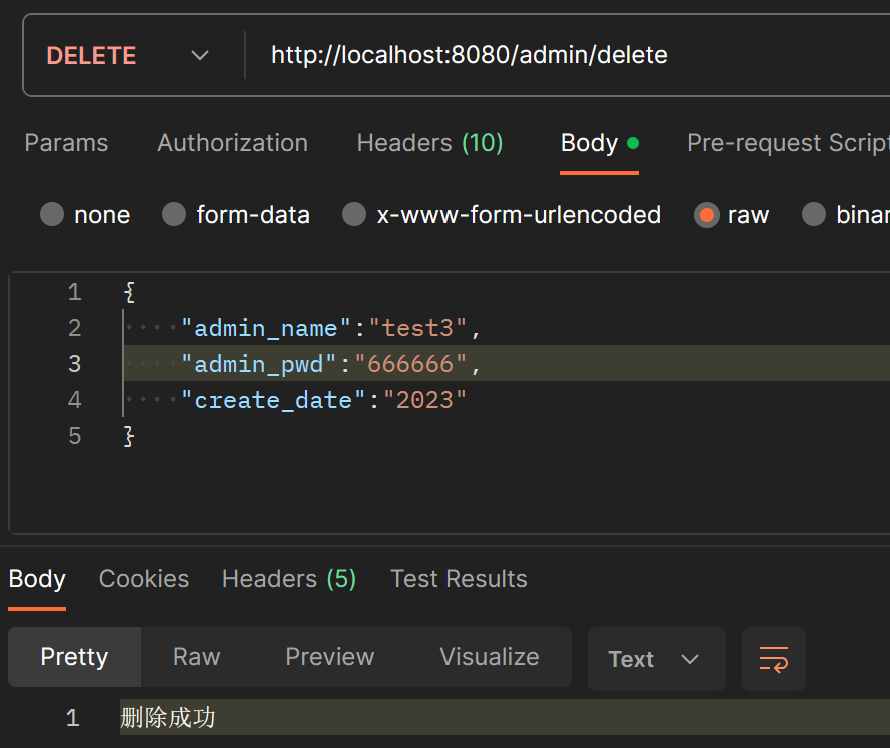 DELETE http://localhost:8080/admin/delete
Params Authorization Headers (10) Body Pre-request Script
none form-data x-www-form-urlencoded raw binar
1 {
2 "admin_name":"test3",
3 "admin_pwd":"666666",
4 "create_date":"2023"
5 }
Body Cookies Headers (5) Test Results
Pretty Raw Preview Visualize Text
1 删除成功